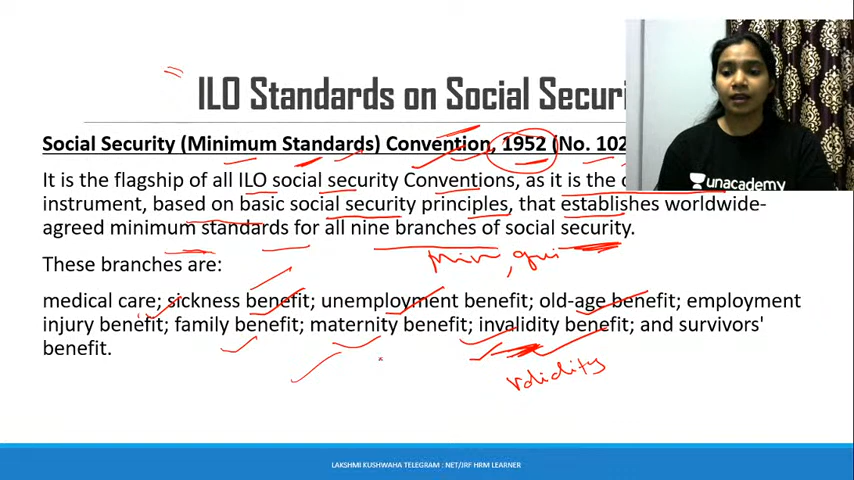 ILO Standards on Social Securi
Social Security (Minimum Standards) Convention, 1952 (No. 102
unacademy
It is the flagship of all ILO social security Conventions, as it is the
instrument, based on basic social security principles, that establishes worldwide-
agreed minimum standards for all nine branches of social security.
These branches are:
medical care; sickness benefit; unemployment benefit; old-age benefit; employment
injury benefit; family benefit; maternity benefit; invalidity benefit; and survivors'
benefit.
validity
LAKSHMI KUSHWAHA TELEGRAM : NET/JRF HRM LEARNER